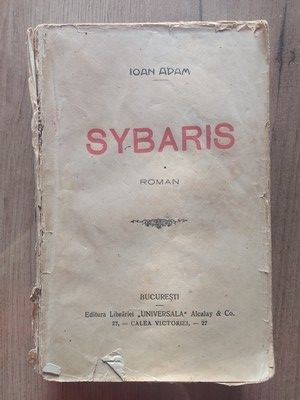 IOAN ADAM
SYBARIS
ROMAN
BUCUREȘTI
Editura Librăriei „UNIVERSALA“ Alcalay & Co.
27, — CALEA VICTORIEI, — 27